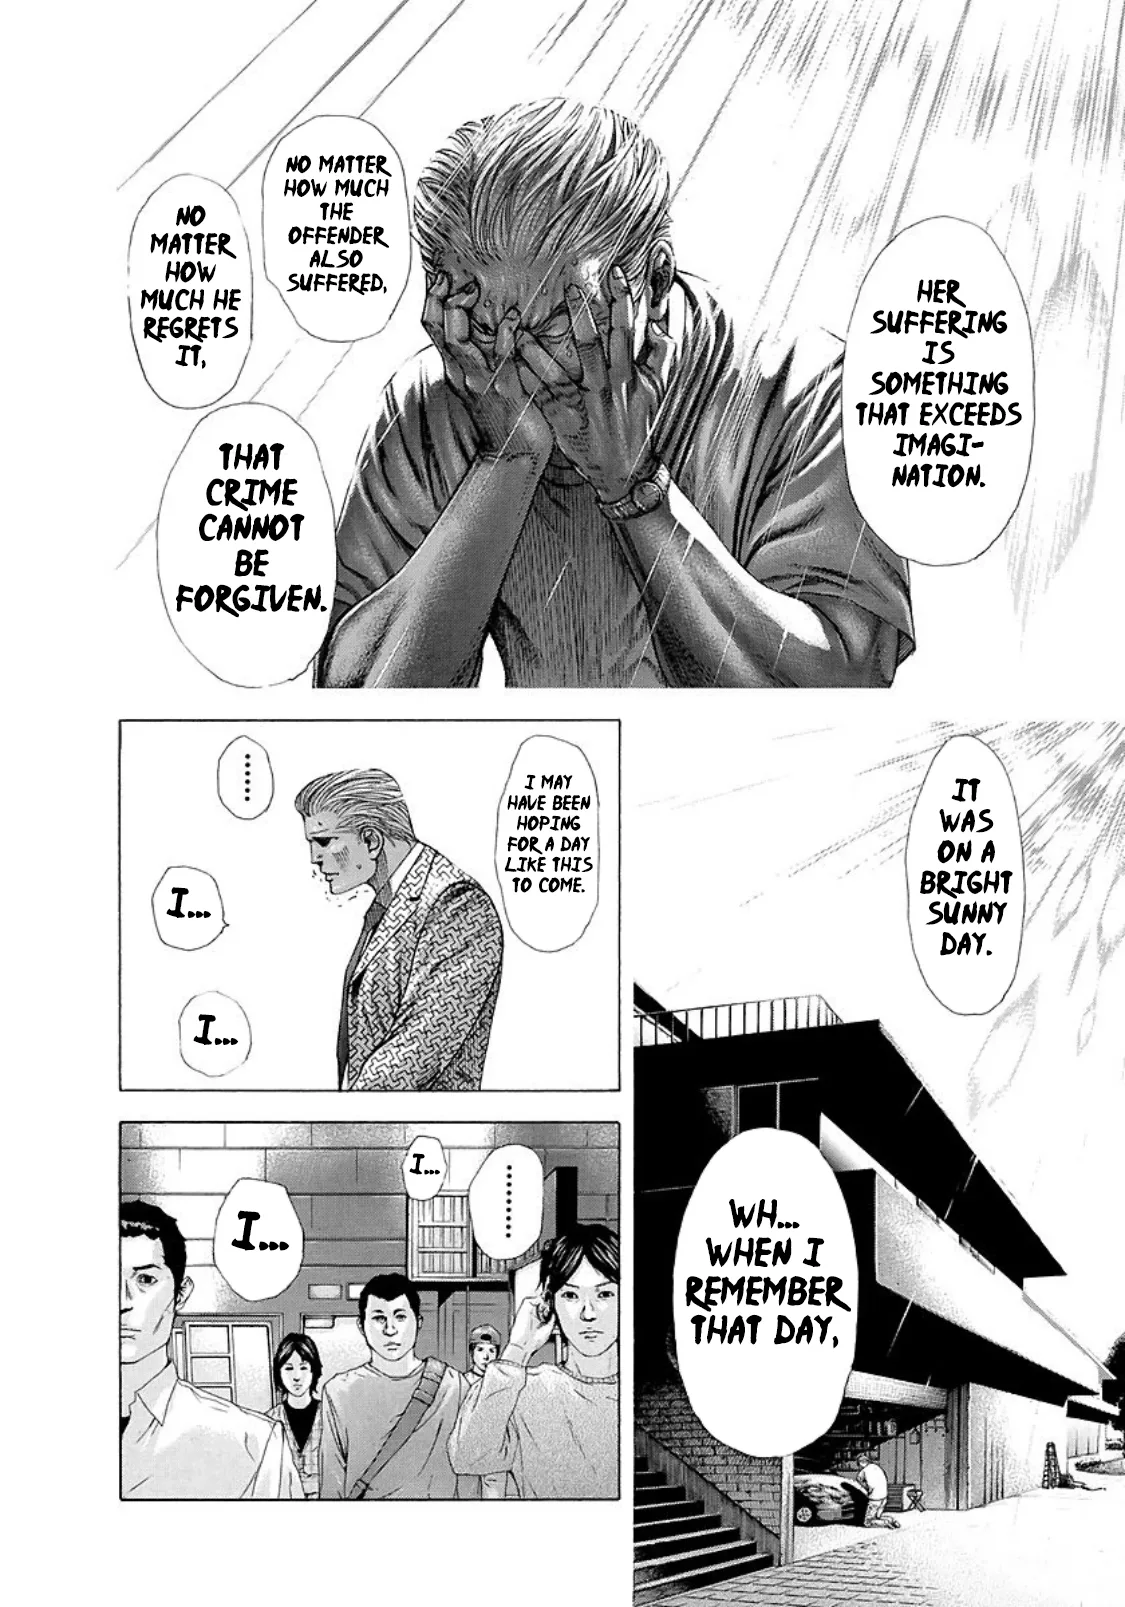 HER
SUFFERING
IS
SOMETHING
THAT EXCEEDS
IMAGI-
NATION.
NO MATTER
HOW MUCH
THE
OFFENDER
ALSO
SUFFERED,
NO
MATTER
HOW
MUCH HE
REGRETS
IT,
THAT
CRIME
CANNOT
BE
FORGIVEN.
IT
WAS
ON A
BRIGHT
SUNNY
DAY.
WH...
WHEN I
REMEMBER
THAT DAY,
I MAY
HAVE BEEN
HOPING
FOR A DAY
LIKE THIS
TO COME.
........
I...
I...
.........
I...
I...